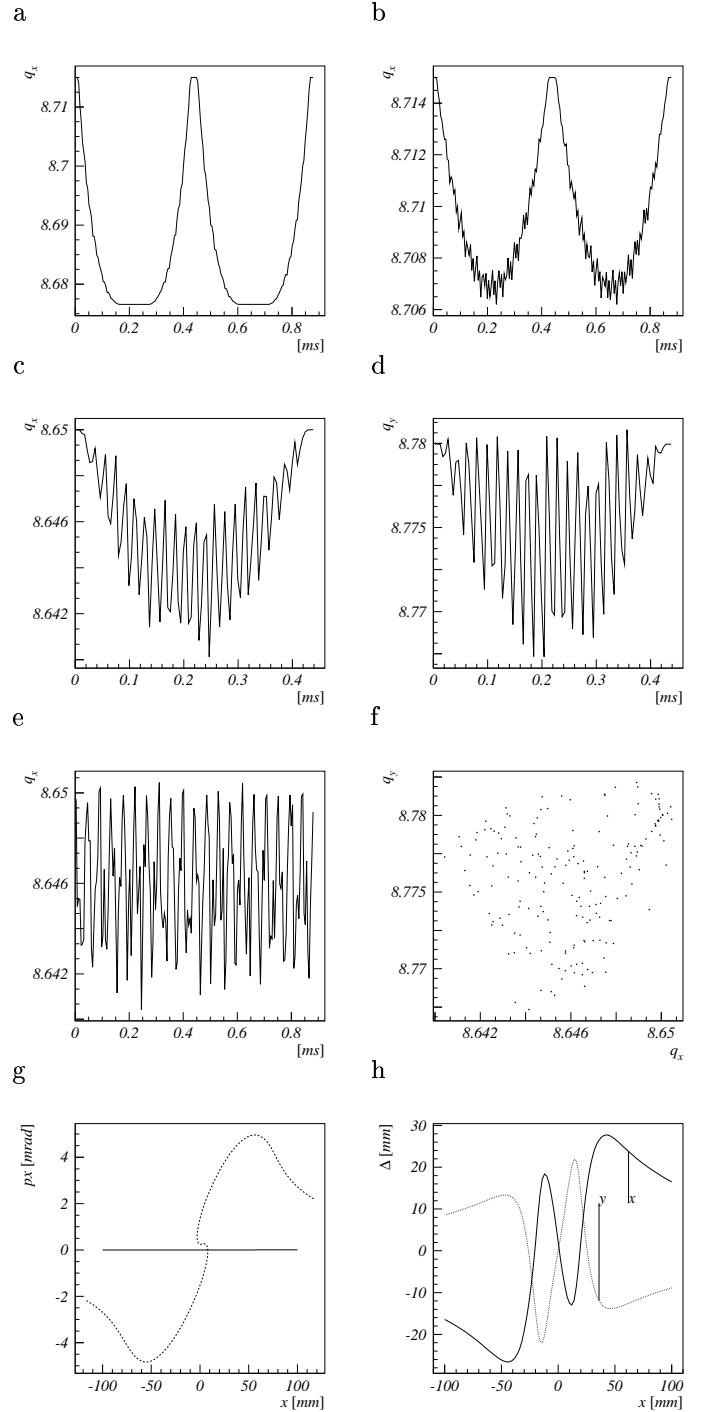 a b
q_x q_x
8.71 8.7 8.69 8.68
0 0.2 0.4 0.6 0.8
[ms]
8.714 8.712 8.71 8.708 8.706
0 0.2 0.4 0.6 0.8
[ms]
c d
q_x q_y
8.65 8.646 8.642
0 0.1 0.2 0.3 0.4
[ms]
8.78 8.775 8.77
0 0.1 0.2 0.3 0.4
[ms]
e f
q_x q_y
8.65 8.646 8.642
0 0.2 0.4 0.6 0.8
[ms]
8.78 8.775 8.77
8.642 8.646 8.65
q_x
g h
px [mrad]
4 2 0 -2 -4
-100 -50 0 50 100
x [mm]
Δ [mm]
30 20 10 0 -10 -20
y x
-100 -50 0 50 100
x [mm]